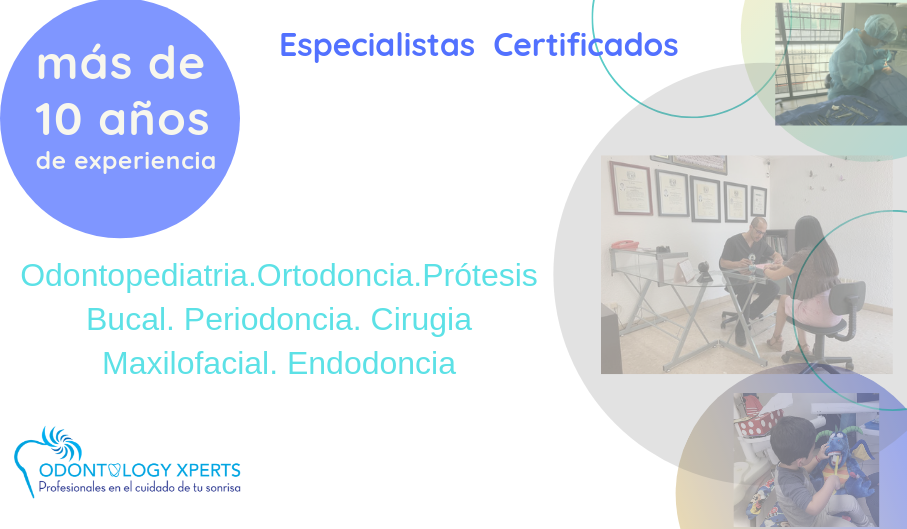 más de
10 años
de experiencia
Especialistas Certificados
Odontopediatria.Ortodoncia.Prótesis
Bucal. Periodoncia. Cirugia
Maxilofacial. Endodoncia
ODONTOLOGY XPERTS
Profesionales en el cuidado de tu sonrisa